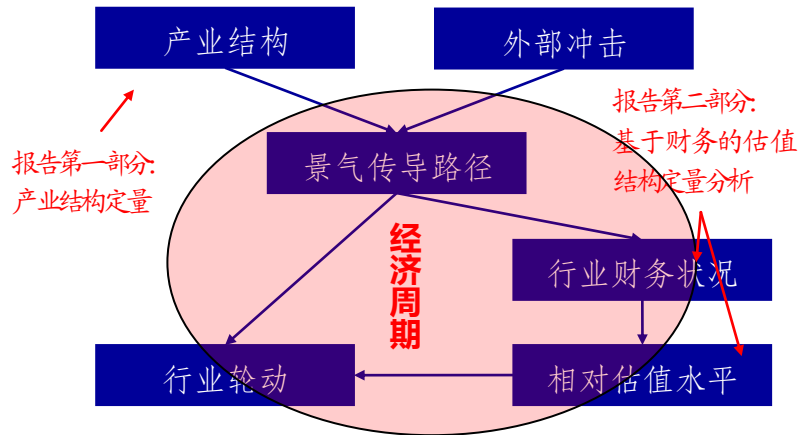 产业结构
外部冲击
报告第二部分:
基于财务的估值
结构定量分析
报告第一部分:
产业结构定量
景气传导路径
经济周期
行业财务状况
行业轮动
相对估值水平